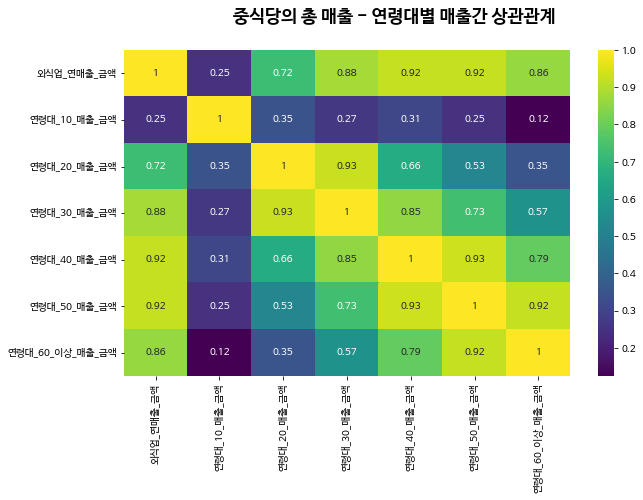 중식당의 총 매출 - 연령대별 매출간 상관관계
외식업_연매출_금액 1 0.25 0.72 0.88 0.92 0.92 0.86
연령대_10_매출_금액 0.25 1 0.35 0.27 0.31 0.25 0.12
연령대_20_매출_금액 0.72 0.35 1 0.93 0.66 0.53 0.35
연령대_30_매출_금액 0.88 0.27 0.93 1 0.85 0.73 0.57
연령대_40_매출_금액 0.92 0.31 0.66 0.85 1 0.93 0.79
연령대_50_매출_금액 0.92 0.25 0.53 0.73 0.93 1 0.92
연령대_60_이상_매출_금액 0.86 0.12 0.35 0.57 0.79 0.92 1
외식업_연매출_금액
연령대_10_매출_금액
연령대_20_매출_금액
연령대_30_매출_금액
연령대_40_매출_금액
연령대_50_매출_금액
연령대_60_이상_매출_금액
1.0
0.9
0.8
0.7
0.6
0.5
0.4
0.3
0.2